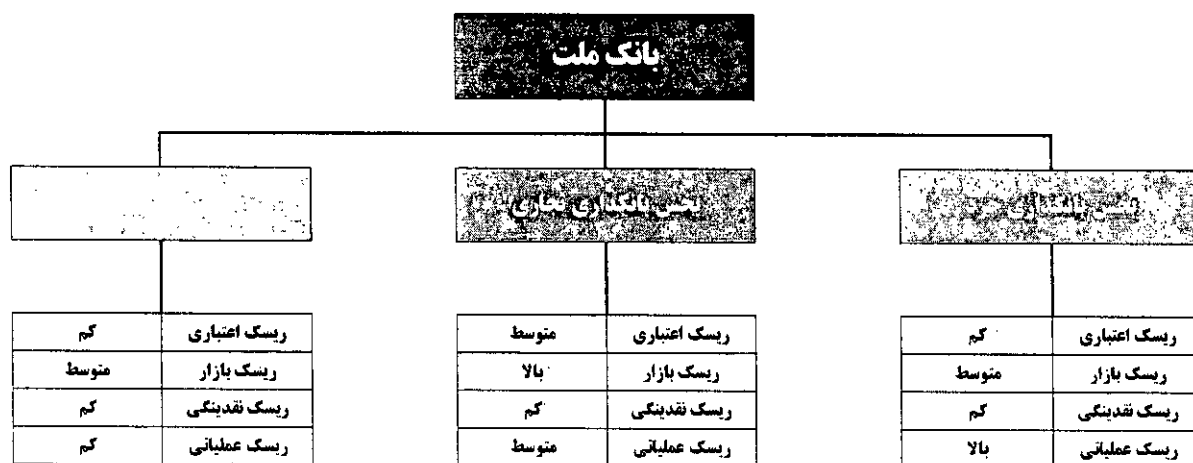 بانک ملت
بخش بانکداری
بخش بانکداری تجاری
ریسک اعتباری کم
ریسک بازار متوسط
ریسک نقدینگی کم
ریسک عملیاتی بالا
ریسک اعتباری متوسط
ریسک بازار بالا
ریسک نقدینگی کم
ریسک عملیاتی متوسط
ریسک اعتباری کم
ریسک بازار متوسط
ریسک نقدینگی کم
ریسک عملیاتی کم